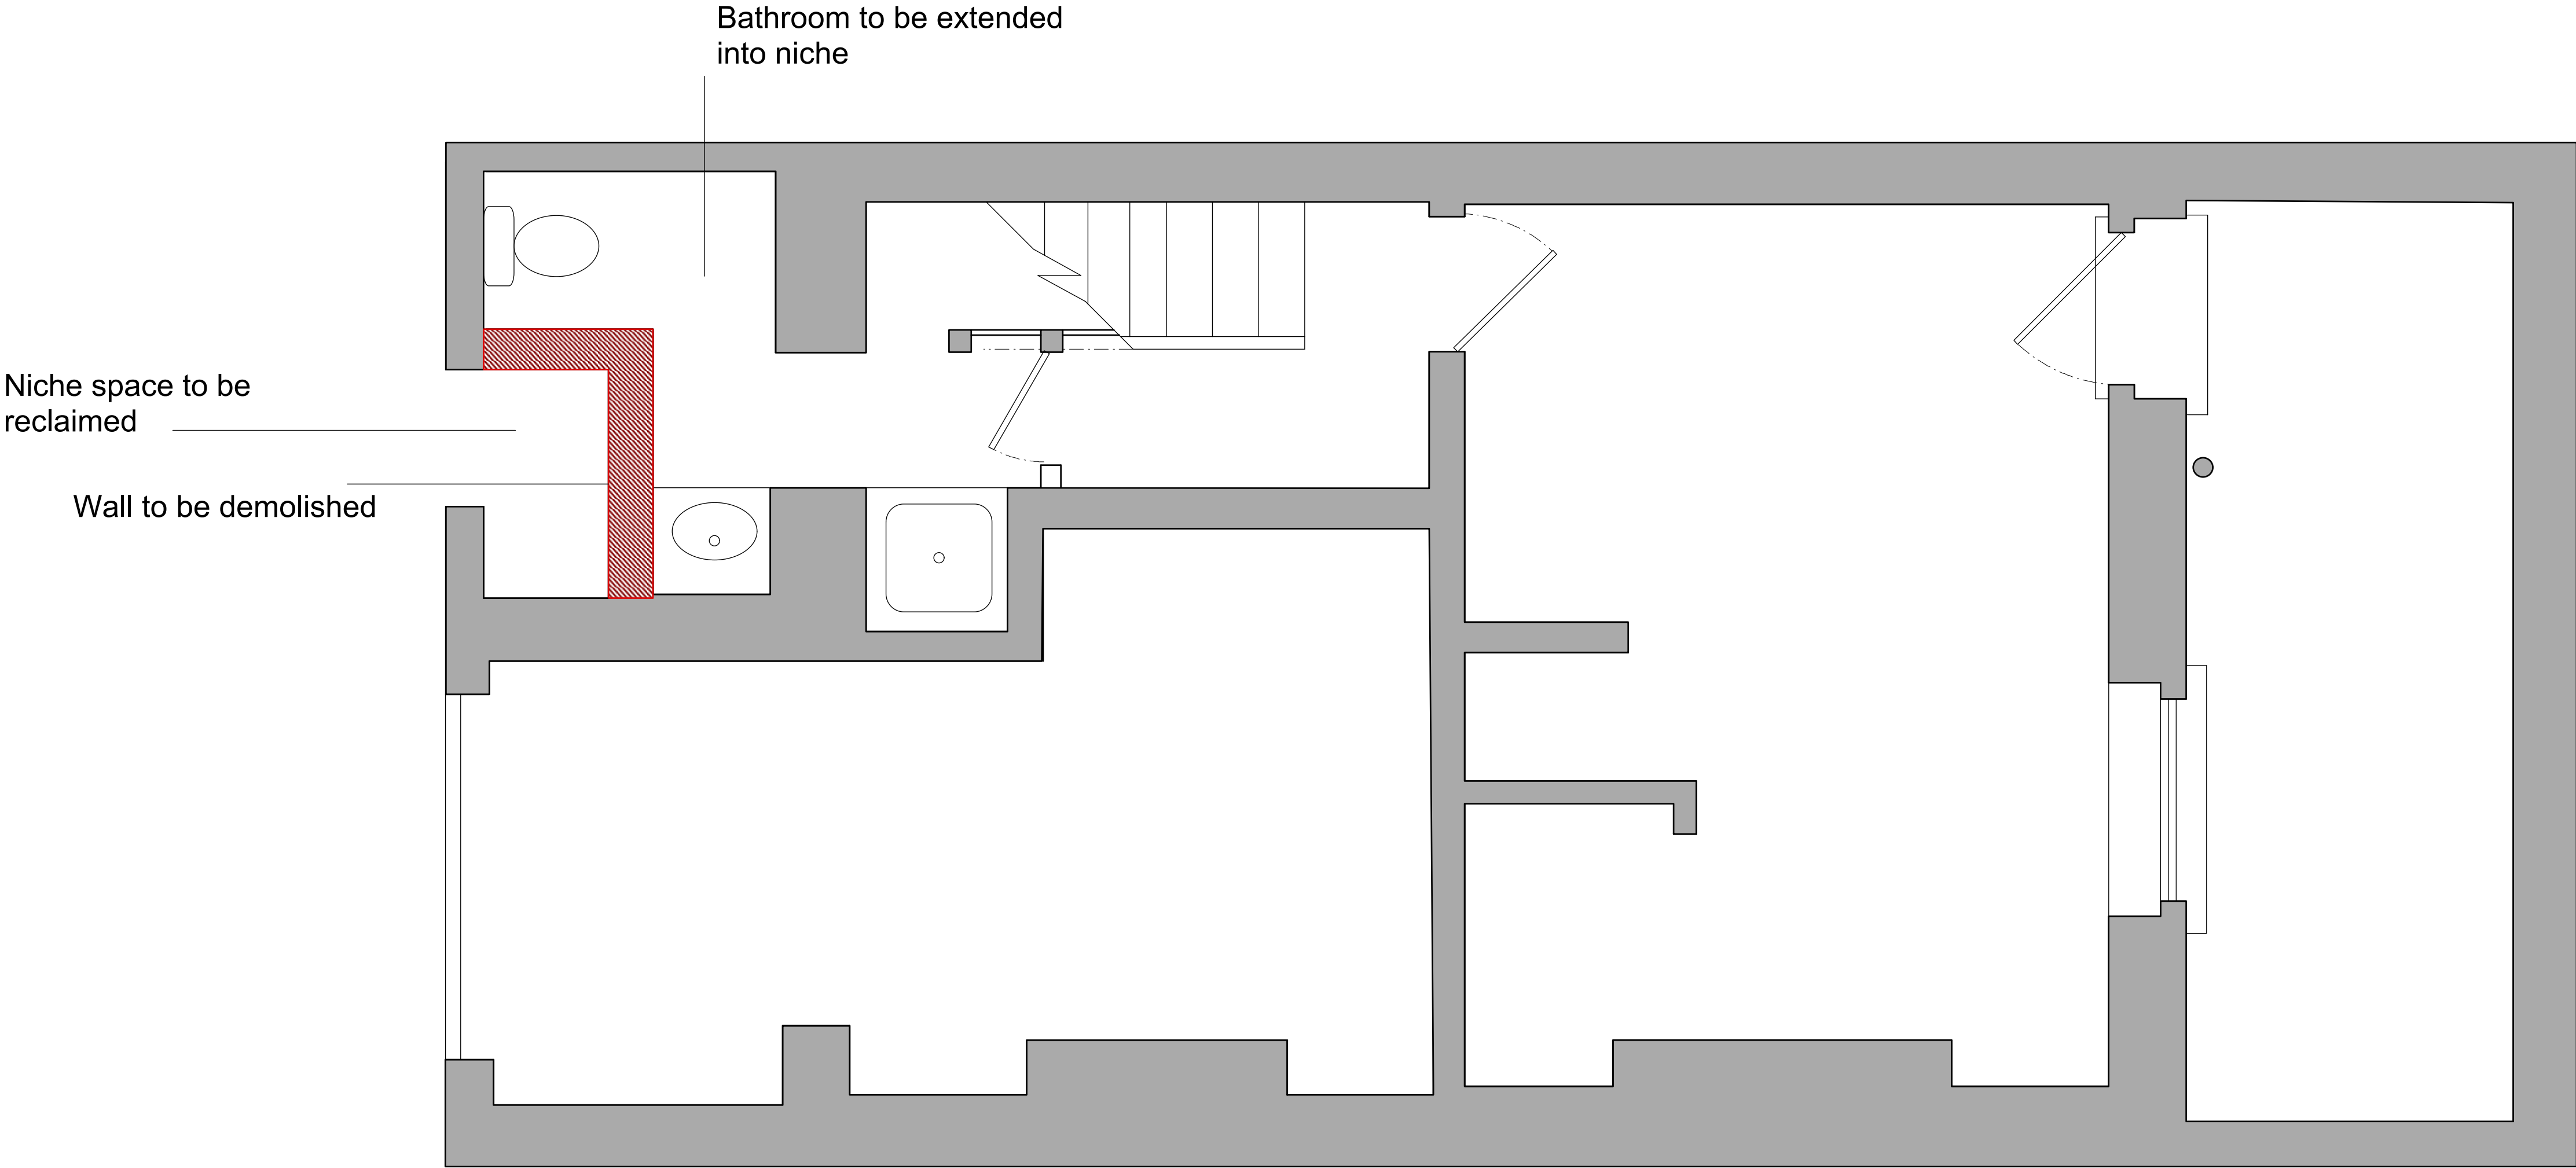 Bathroom to be extended
into niche
Niche space to be
reclaimed
Wall to be demolished